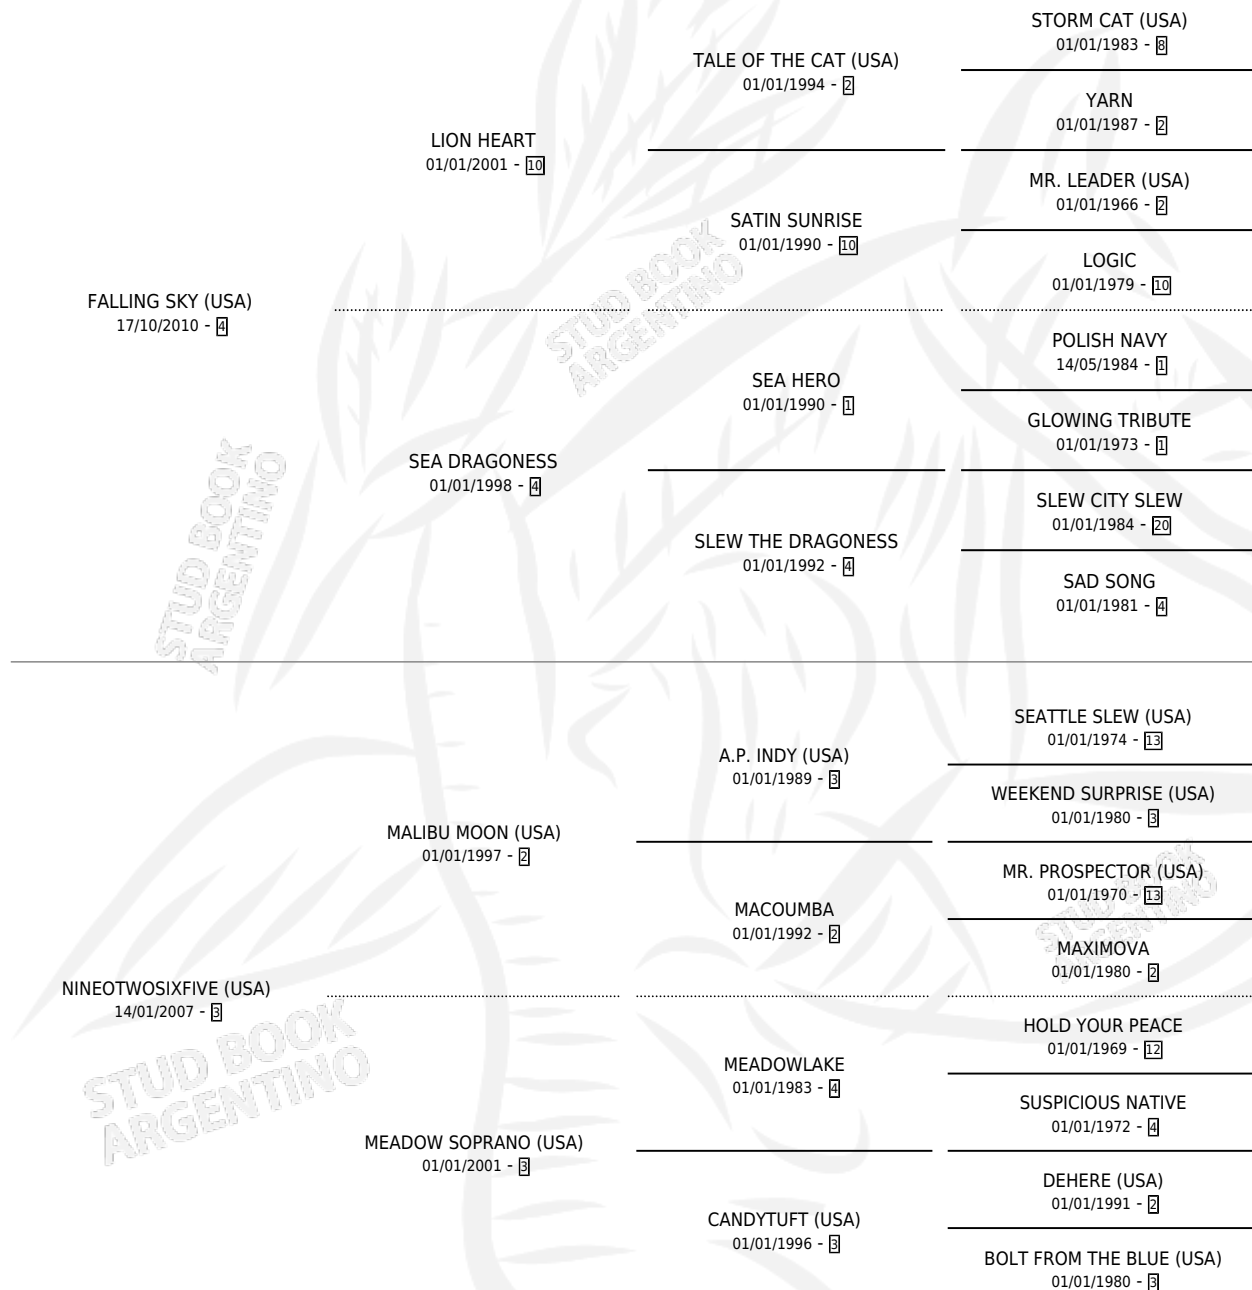 FALLING SKY (USA)
17/10/2010 - 4
LION HEART
01/01/2001 - 10
TALE OF THE CAT (USA)
01/01/1994 - 2
STORM CAT (USA)
01/01/1983 - 8
YARN
01/01/1987 - 2
SATIN SUNRISE
01/01/1990 - 10
MR. LEADER (USA)
01/01/1966 - 2
LOGIC
01/01/1979 - 10
SEA DRAGONESS
01/01/1998 - 4
SEA HERO
01/01/1990 - 1
POLISH NAVY
14/05/1984 - 1
GLOWING TRIBUTE
01/01/1973 - 1
SLEW THE DRAGONESS
01/01/1992 - 4
SLEW CITY SLEW
01/01/1984 - 20
SAD SONG
01/01/1981 - 4
NINEOTWOSIXFIVE (USA)
14/01/2007 - 3
MALIBU MOON (USA)
01/01/1997 - 2
A.P. INDY (USA)
01/01/1989 - 3
SEATTLE SLEW (USA)
01/01/1974 - 13
WEEKEND SURPRISE (USA)
01/01/1980 - 3
MACOUMBA
01/01/1992 - 2
MR. PROSPECTOR (USA)
01/01/1970 - 13
MAXIMOVA
01/01/1980 - 2
MEADOW SOPRANO (USA)
01/01/2001 - 3
MEADOWLAKE
01/01/1983 - 4
HOLD YOUR PEACE
01/01/1969 - 12
SUSPICIOUS NATIVE
01/01/1972 - 4
CANDYTUFT (USA)
01/01/1996 - 3
DEHERE (USA)
01/01/1991 - 2
BOLT FROM THE BLUE (USA)
01/01/1980 - 3
STUD BOOK
ARGENTINO
STUD BOOK
ARGENTINO
STUD BOOK
ARGENTINO
STUD BOOK
ARGENTINO